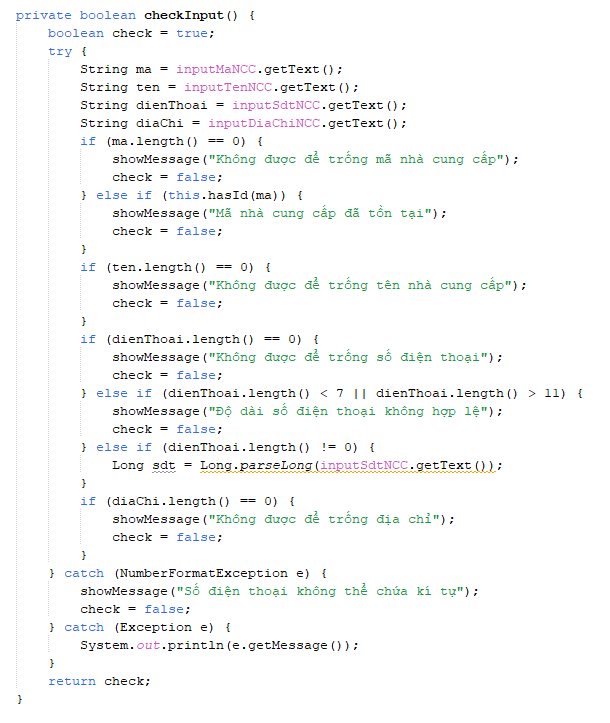 private boolean checkInput() {
    boolean check = true;
    try {
        String ma = inputMaNCC.getText();
        String ten = inputTenNCC.getText();
        String dienThoai = inputSdtNCC.getText();
        String diaChi = inputDiaChiNCC.getText();
        if (ma.length() == 0) {
            showMessage("Không được để trống mã nhà cung cấp");
            check = false;
        } else if (this.hasId(ma)) {
            showMessage("Mã nhà cung cấp đã tồn tại");
            check = false;
        }
        if (ten.length() == 0) {
            showMessage("Không được để trống tên nhà cung cấp");
            check = false;
        }
        if (dienThoai.length() == 0) {
            showMessage("Không được để trống số điện thoại");
            check = false;
        } else if (dienThoai.length() < 7 || dienThoai.length() > 11) {
            showMessage("Độ dài số điện thoại không hợp lệ");
            check = false;
        } else if (dienThoai.length() != 0) {
            Long sdt = Long.parseLong(inputSdtNCC.getText());
        }
        if (diaChi.length() == 0) {
            showMessage("Không được để trống địa chỉ");
            check = false;
        }
    } catch (NumberFormatException e) {
        showMessage("Số điện thoại không thể chứa kí tự");
        check = false;
    } catch (Exception e) {
        System.out.println(e.getMessage());
    }
    return check;
}